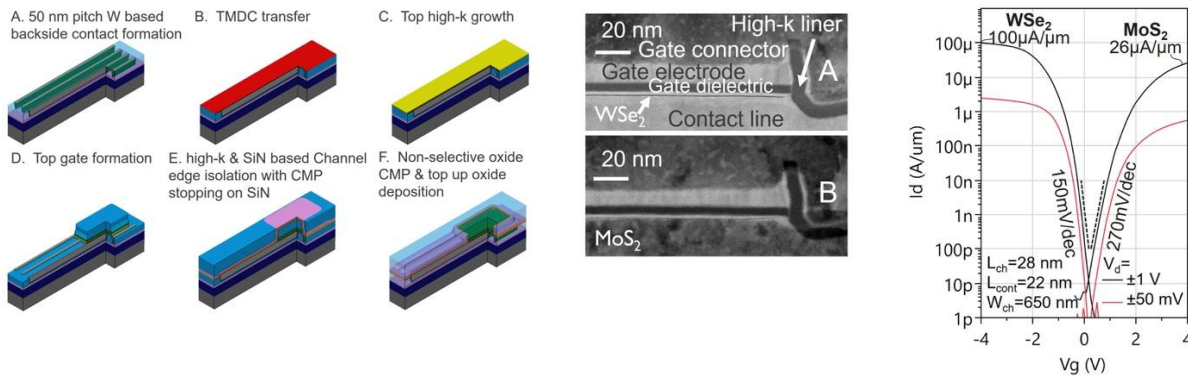 A. 50 nm pitch W based
backside contact formation
B. TMDC transfer
C. Top high-k growth
D. Top gate formation
E. high-k & SiN based Channel
edge isolation with CMP
stopping on SiN
F. Non-selective oxide
CMP & top up oxide
deposition
20 nm
High-k liner
Gate connector
A
Gate electrode
Gate dielectric
WSe₂
Contact line
20 nm
B
MoS₂
WSe₂
100µA/µm
MoS₂
26µA/µm
100µ
10µ
1µ
100n
10n
1n
100p
10p
1p
Id (A/um)
150mV/dec
270mV/dec
L_ch=28 nm
L_cont=22 nm
W_ch=650 nm
V_d=
±1 V
±50 mV
-4 -2 0 2 4
Vg (V)